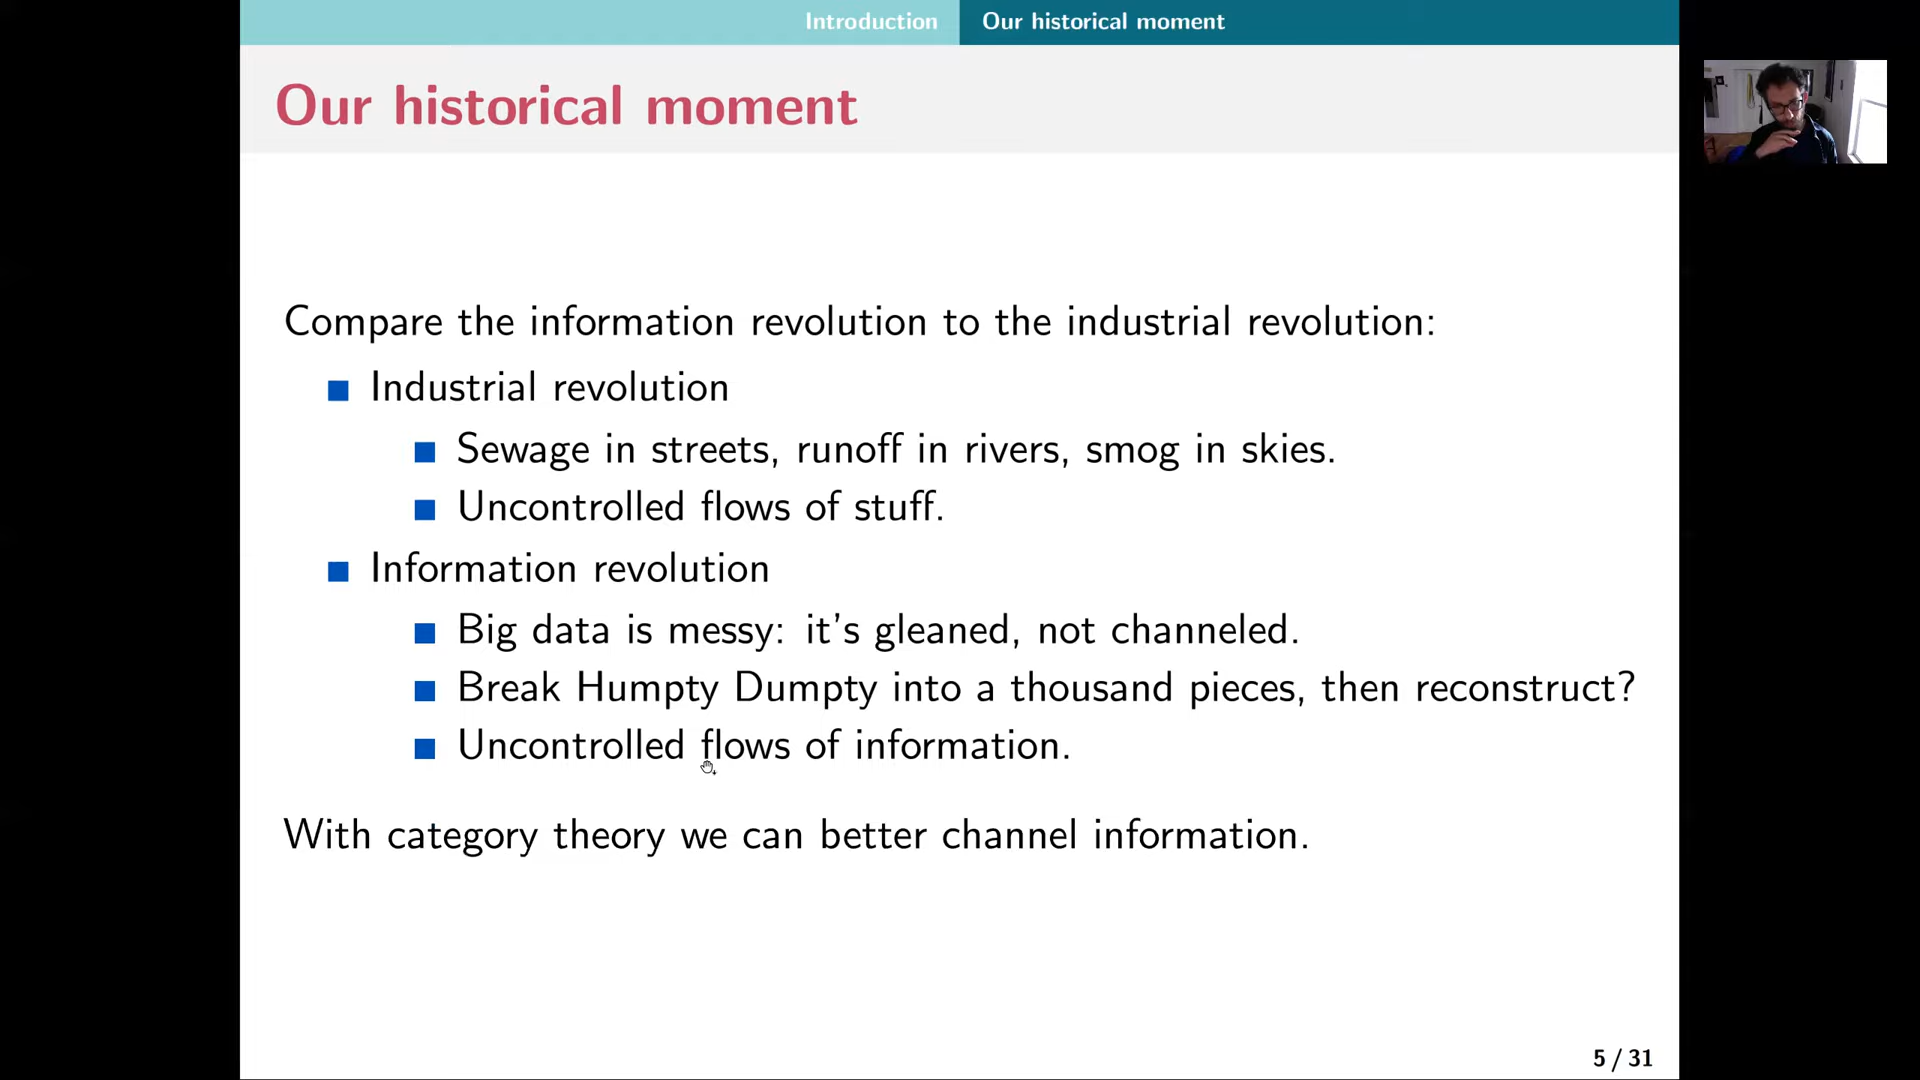 Introduction Our historical moment
Our historical moment
Compare the information revolution to the industrial revolution:
Industrial revolution
Sewage in streets, runoff in rivers, smog in skies.
Uncontrolled flows of stuff.
Information revolution
Big data is messy: it's gleaned, not channeled.
Break Humpty Dumpty into a thousand pieces, then reconstruct?
Uncontrolled flows of information.
With category theory we can better channel information.
5 / 31